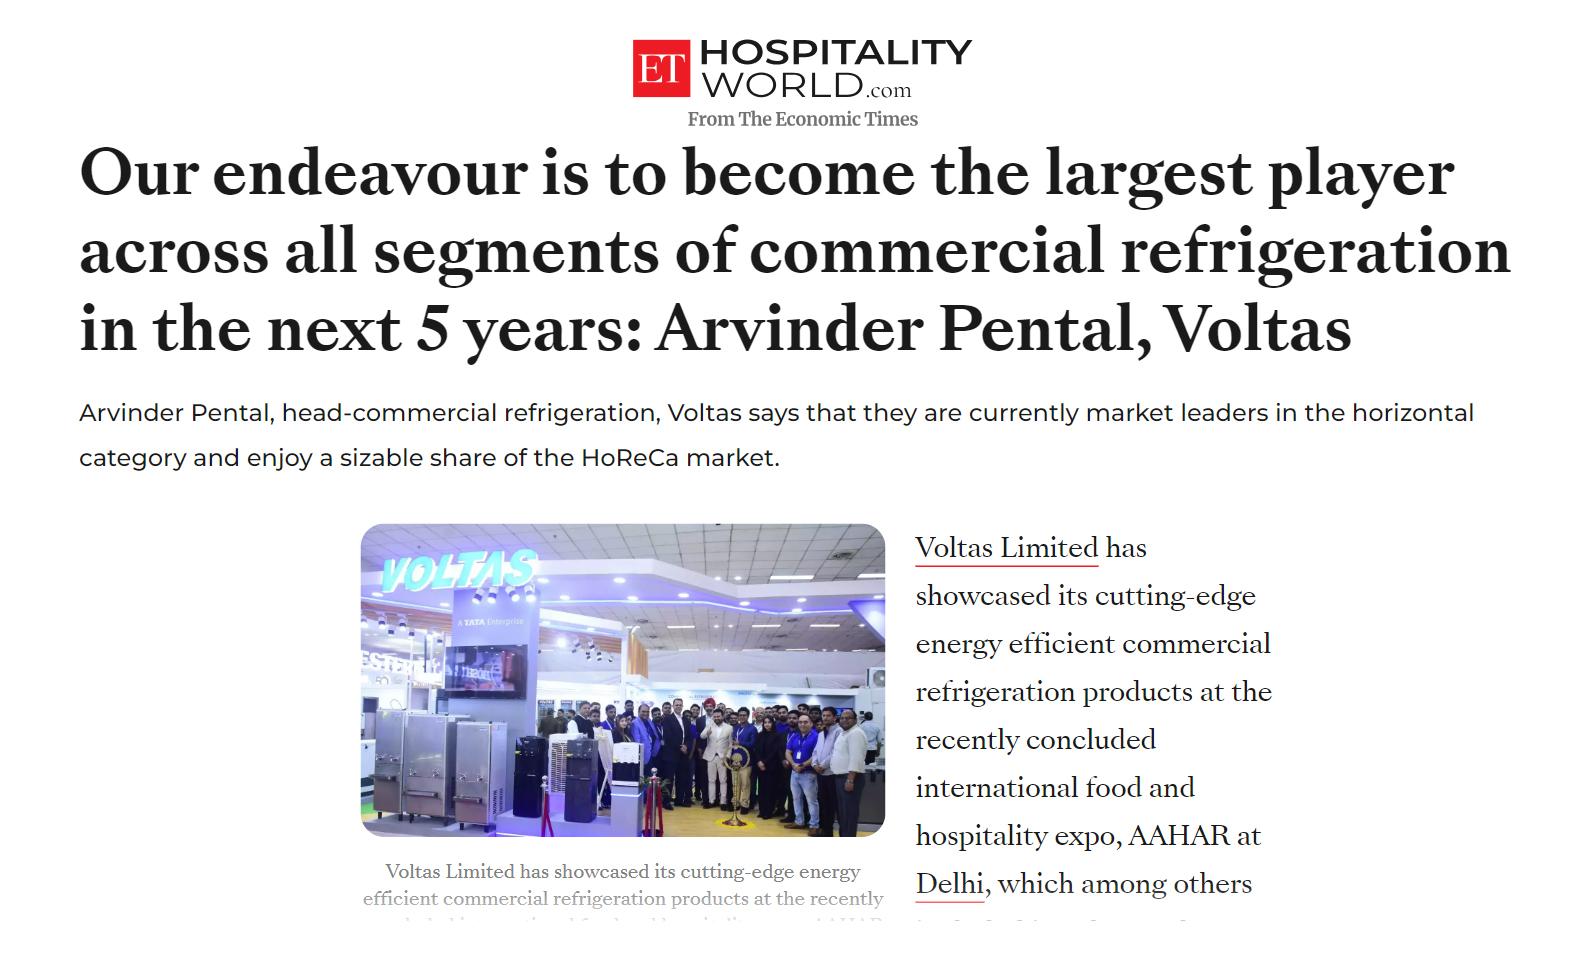 ET HOSPITALITY
WORLD.com
From The Economic Times
Our endeavour is to become the largest player
across all segments of commercial refrigeration
in the next 5 years: Arvinder Pental, Voltas
Arvinder Pental, head-commercial refrigeration, Voltas says that they are currently market leaders in the horizontal
category and enjoy a sizable share of the HoReCa market.
VOLTAS
A TATA Enterprise
Voltas Limited has showcased its cutting-edge energy
efficient commercial refrigeration products at the recently
Voltas Limited has
showcased its cutting-edge
energy efficient commercial
refrigeration products at the
recently concluded
international food and
hospitality expo, AAHAR at
Delhi, which among others